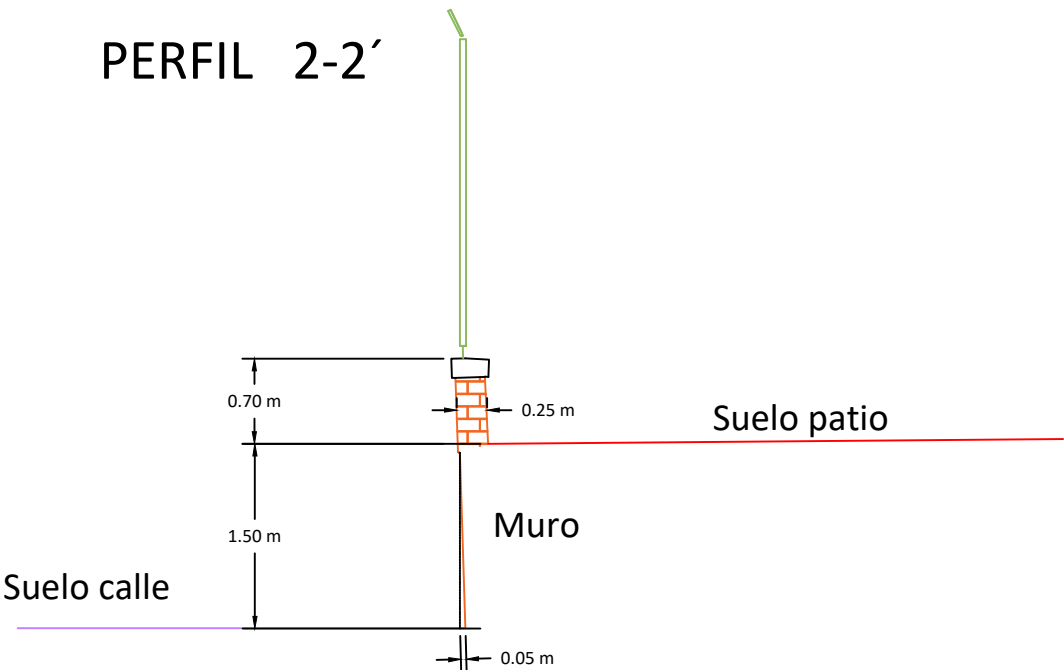 PERFIL 2-2´
0.70 m
0.25 m
Suelo patio
1.50 m
Muro
Suelo calle
0.05 m